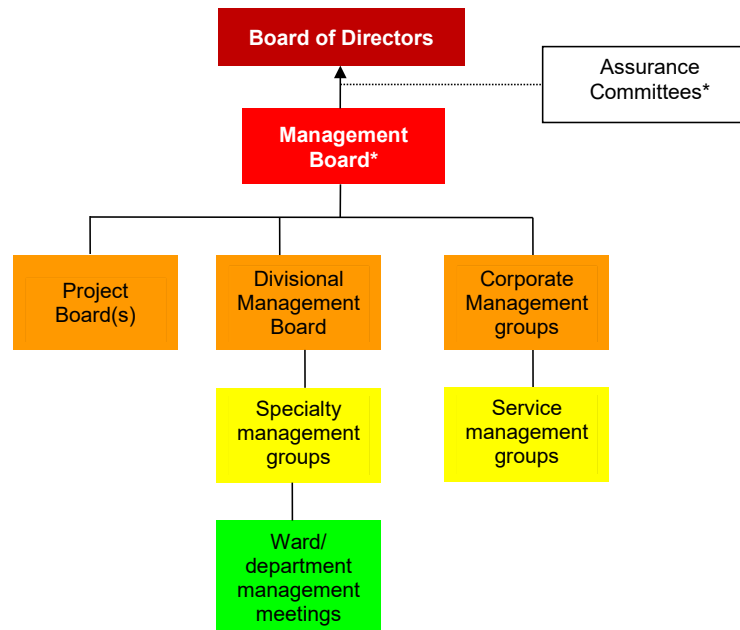 Board of Directors
Assurance
Committees*
Management
Board*
Project
Board(s)
Divisional
Management
Board
Corporate
Management
groups
Specialty
management
groups
Service
management
groups
Ward/
department
management
meetings